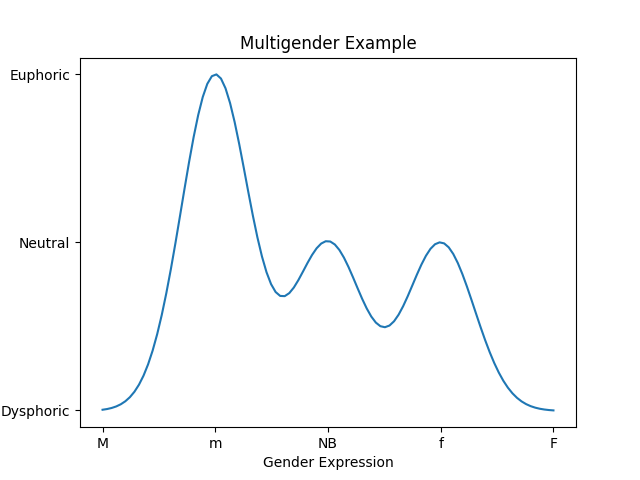 Multigender Example
Euphoric
Neutral
Dysphoric
M m NB f F
Gender Expression